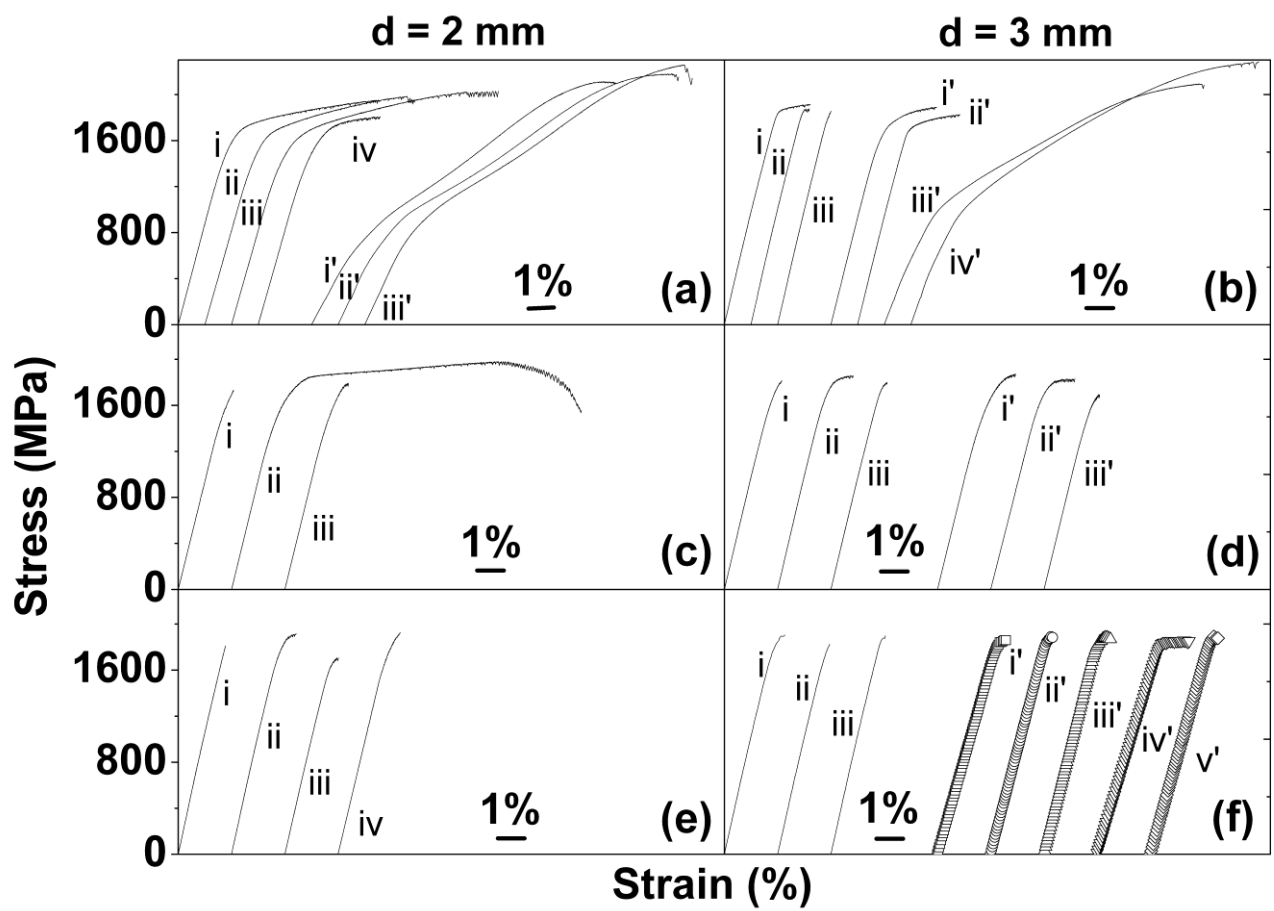 d = 2 mm
d = 3 mm
Stress (MPa)
1600
800
0
i
ii
iii
iv
i'
ii'
iii'
1%
(a)
i
ii
iii
i'
ii'
iii'
iv'
1%
(b)
1600
800
0
i
ii
iii
1%
(c)
i
ii
iii
1%
i'
ii'
iii'
(d)
1600
800
0
i
ii
iii
iv
1%
(e)
i
ii
iii
1%
i'
ii'
iii'
iv'
v'
(f)
Strain (%)